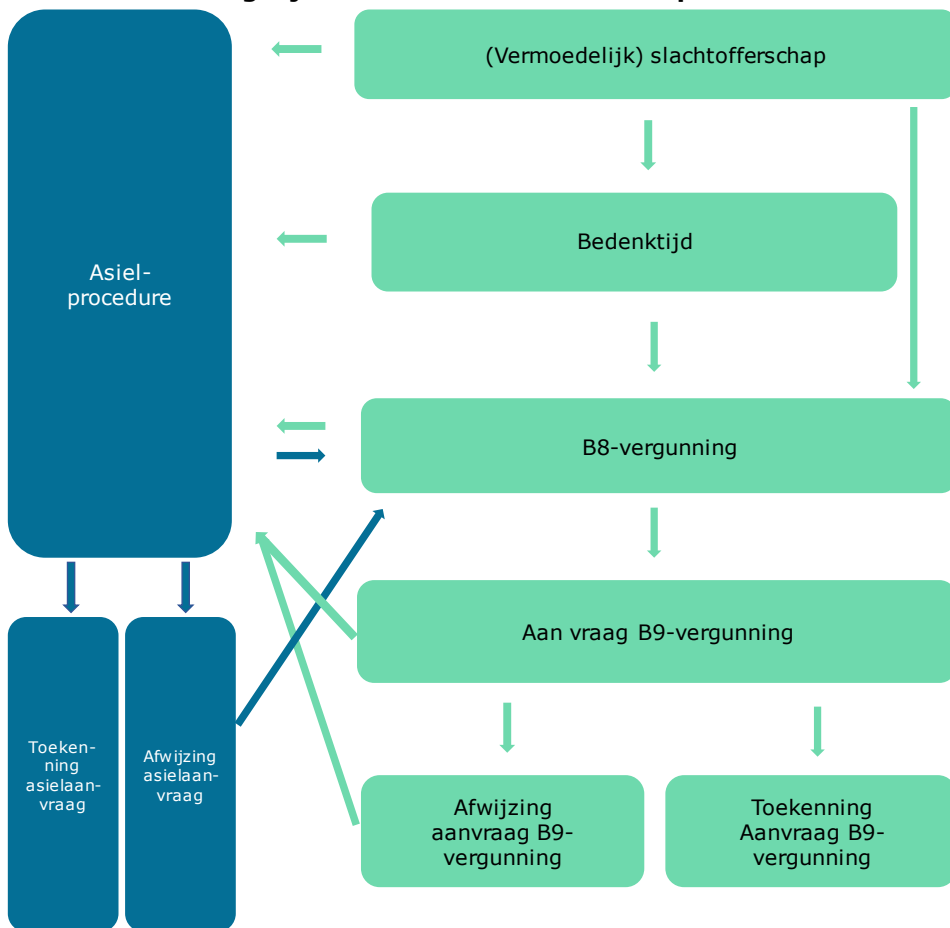 (Vermoedelijk) slachtofferschap
Bedenktijd
Asiel-
procedure
B8-vergunning
Aan vraag B9-vergunning
Toeken-
ning
asielaan-
vraag
Afwijzing
asielaan-
vraag
Afwijzing
aanvraag B9-
vergunning
Toekenning
Aanvraag B9-
vergunning